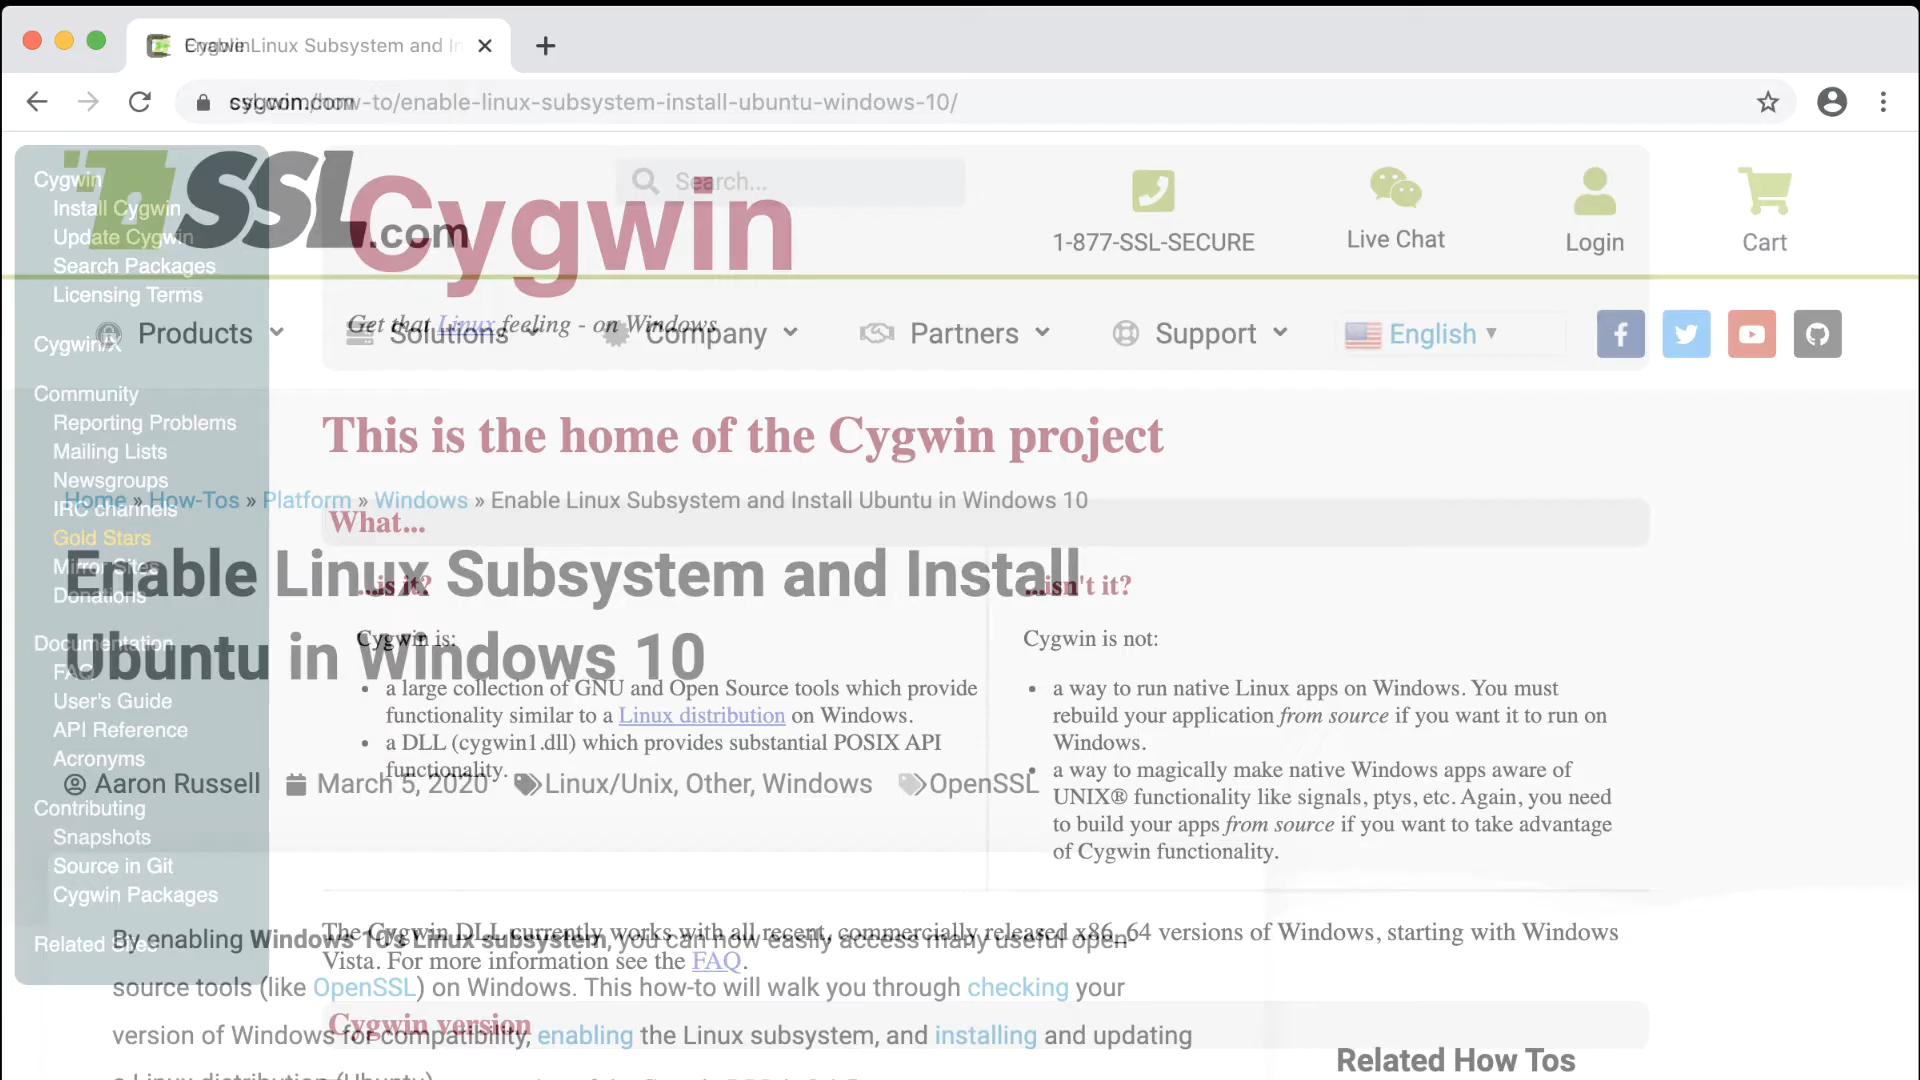 Linux Subsystem and In
cygwin.com
/how-to/enable-linux-subsystem-install-ubuntu-windows-10/
Cygwin
Install Cygwin
Update Cygwin
Search Packages
Licensing Terms
Cygwin/X
Community
Reporting Problems
Mailing Lists
Newsgroups
IRC channels
Gold Stars
Mirror Sites
Donations
Documentation
FAQ
User's Guide
API Reference
Acronyms
Contributing
Snapshots
Source in Git
Cygwin Packages
Related Sites
SSL.com
Search...
1-877-SSL-SECURE
Live Chat
Login
Cart
Products
Solutions
Company
Partners
Support
English
Home » How-Tos » Platform » Windows » Enable Linux Subsystem and Install Ubuntu in Windows 10
Enable Linux Subsystem and Install
Ubuntu in Windows 10
Aaron Russell March 5, 2020 Linux/Unix, Other, Windows OpenSSL
By enabling Windows 10's Linux subsystem, you can now easily access many useful open-
source tools (like OpenSSL) on Windows. This how-to will walk you through checking your
version of Windows for compatibility, enabling the Linux subsystem, and installing and updating
a Linux distribution (Ubuntu)
Related How Tos
Cygwin
Get that Linux feeling - on Windows
This is the home of the Cygwin project
What...
...is it?
Cygwin is:
• a large collection of GNU and Open Source tools which provide
functionality similar to a Linux distribution on Windows.
• a DLL (cygwin1.dll) which provides substantial POSIX API
functionality.
...isn't it?
Cygwin is not:
• a way to run native Linux apps on Windows. You must
rebuild your application from source if you want it to run on
Windows.
• a way to magically make native Windows apps aware of
UNIX® functionality like signals, ptys, etc. Again, you need
to build your apps from source if you want to take advantage
of Cygwin functionality.
The Cygwin DLL currently works with all recent, commercially released x86_64 versions of Windows, starting with Windows
Vista. For more information see the FAQ.
Cygwin version